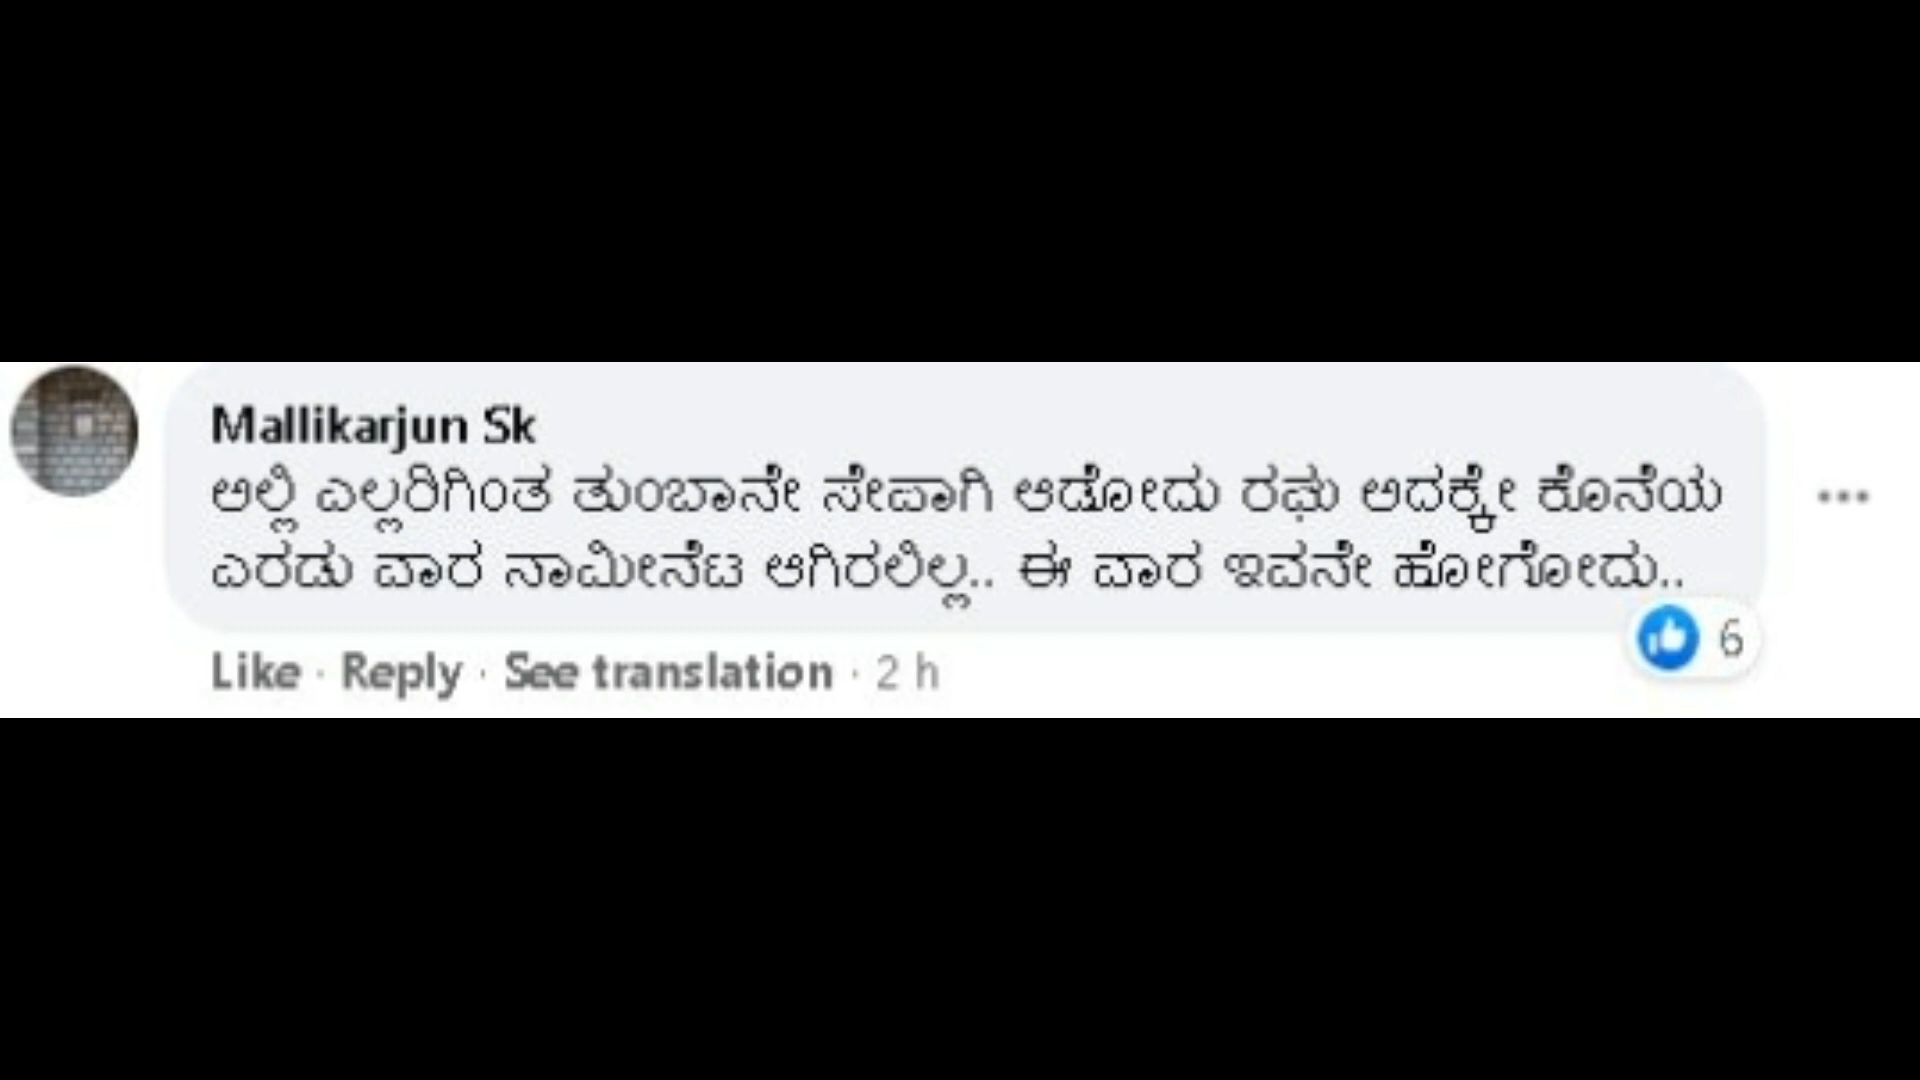 Mallikarjun Sk
ಅಲ್ಲಿ ಎಲ್ಲರಿಗಿಂತ ತುಂಬಾನೇ ಸೇಪಾಗಿ ಆಡೋದು ರಘು ಅದಕ್ಕೇ ಕೊನೆಯ
ಎರಡು ವಾರ ನಾಮೀನೆಟ ಆಗಿರಲಿಲ್ಲ.. ಈ ವಾರ ಇವನೇ ಹೋಗೋದು..
6
Like · Reply · See translation · 2 h